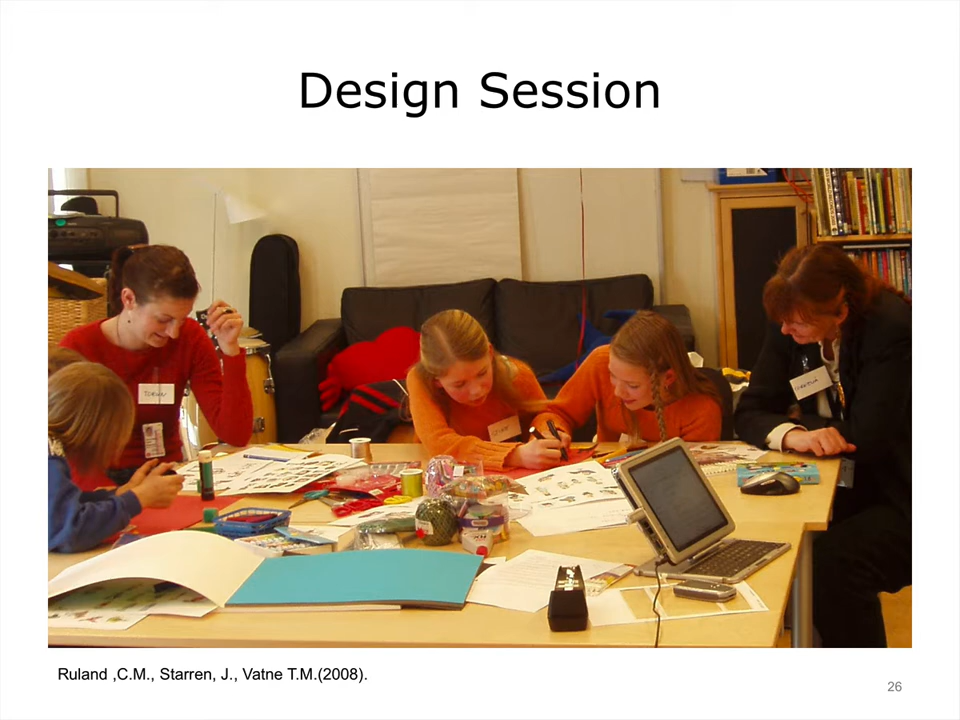 Design Session
Ruland ,C.M., Starren, J., Vatne T.M.(2008).
26